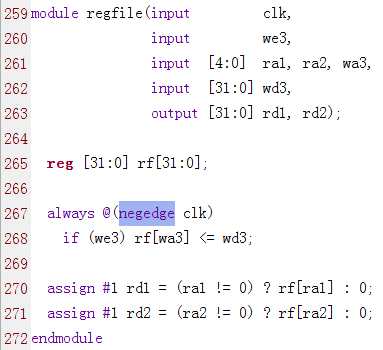 259 module regfile(input clk,
260 input we3,
261 input [4:0] ra1, ra2, wa3,
262 input [31:0] wd3,
263 output [31:0] rd1, rd2);
264
265 reg [31:0] rf[31:0];
266
267 always @(negedge clk)
268 if (we3) rf[wa3] <= wd3;
269
270 assign #1 rd1 = (ra1 != 0) ? rf[ra1] : 0;
271 assign #1 rd2 = (ra2 != 0) ? rf[ra2] : 0;
272 endmodule